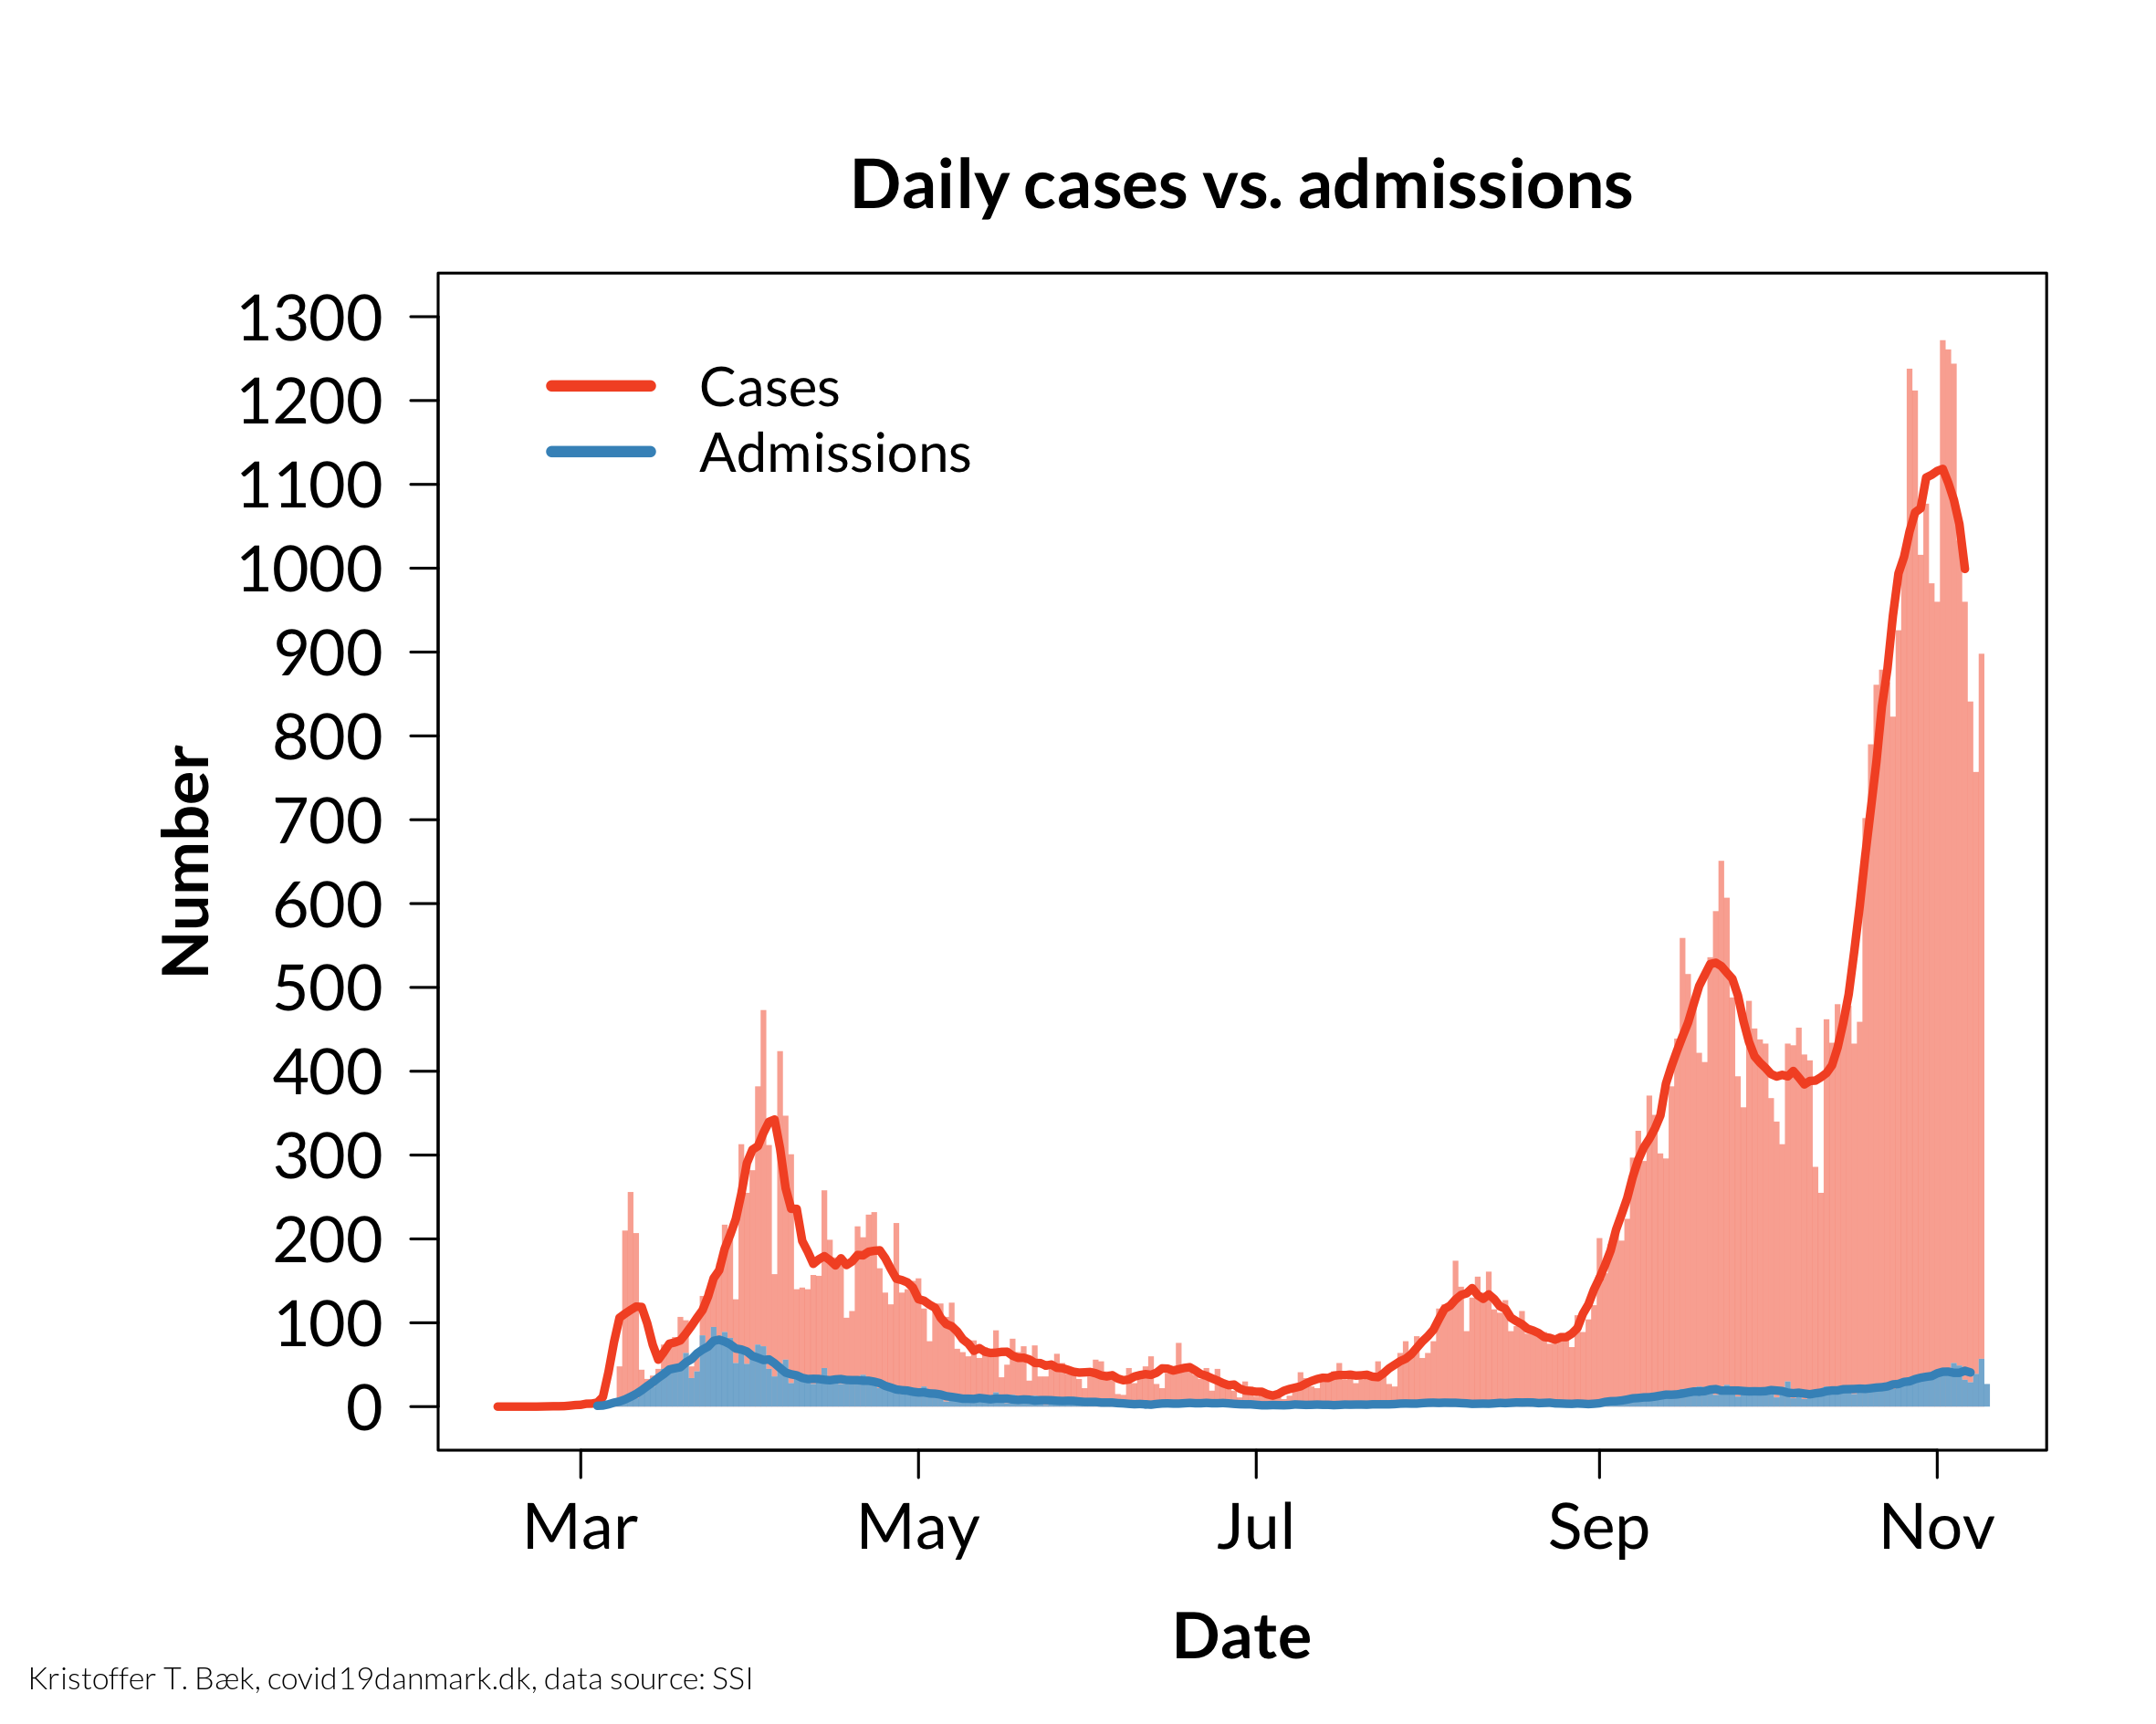 Daily cases vs. admissions
1300
1200
1100
1000
900
800
700
600
500
400
300
200
100
0
Number
Cases
Admissions
Mar May Jul Sep Nov
Date
Kristoffer T. Bæk, covid19danmark.dk, data source: SSI